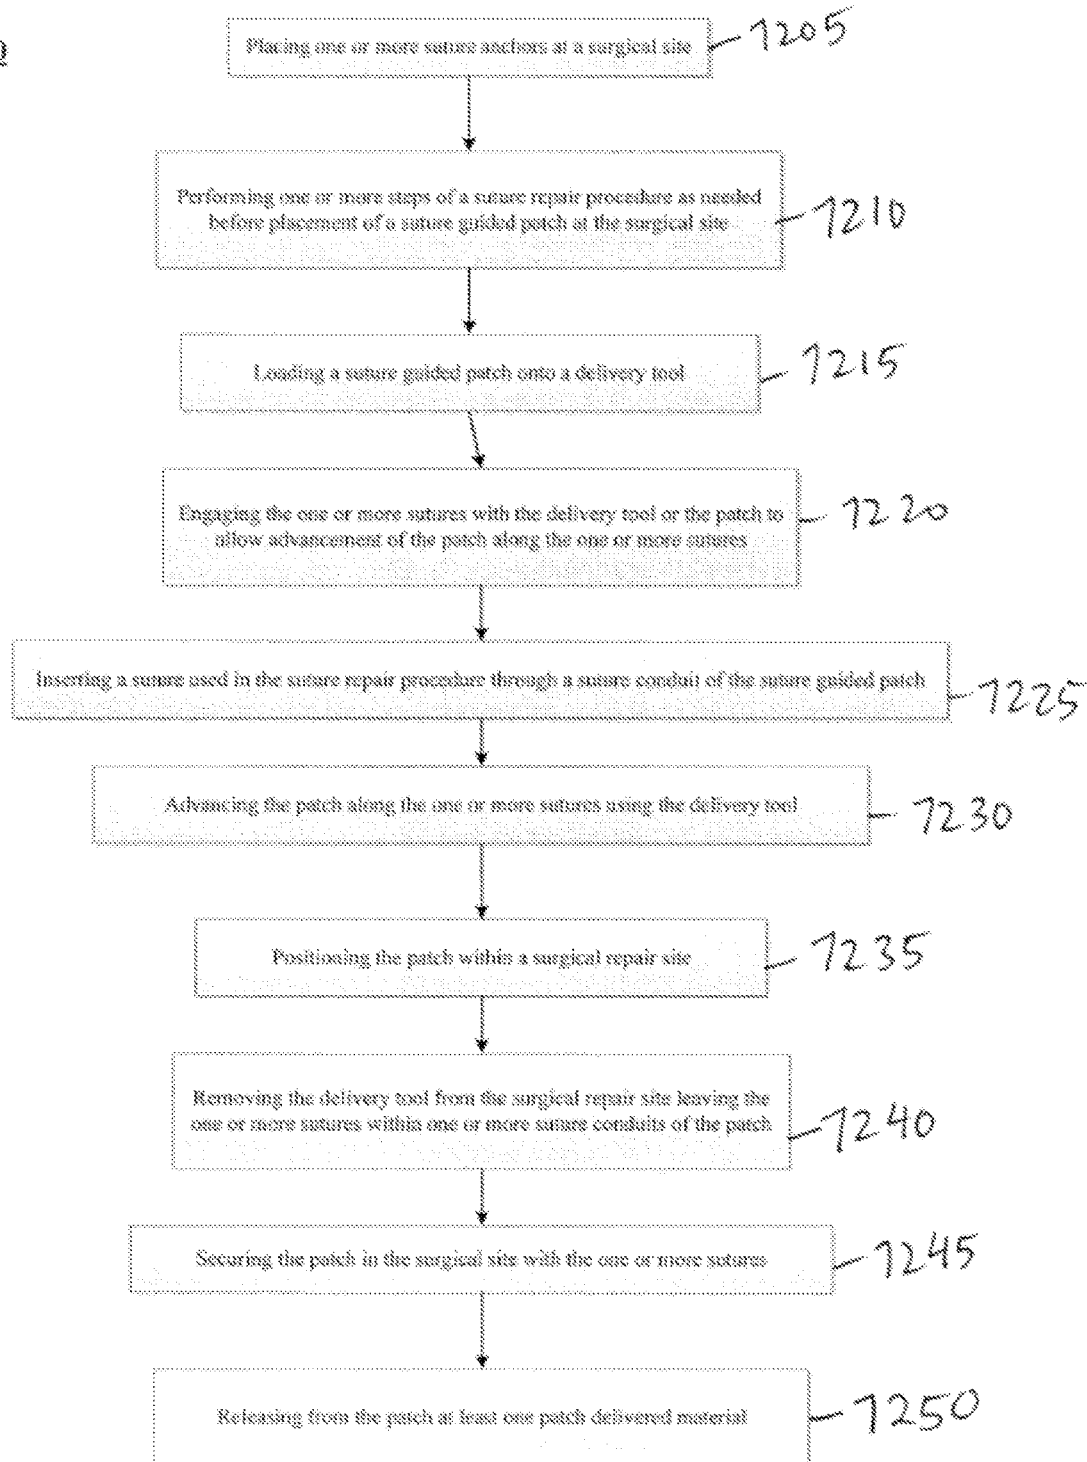 Placing one or more suture anchors at a surgical site
1205
Performing one or more steps of a suture repair procedure as needed
before placement of a suture guided patch at the surgical site
1210
Loading a suture guided patch onto a delivery tool
1215
Engaging the one or more sutures with the delivery tool or the patch to
allow advancement of the patch along the one or more sutures
1220
Inserting a suture used in the suture repair procedure through a suture conduit of the suture guided patch
1225
Advancing the patch along the one or more sutures using the delivery tool
1230
Positioning the patch within a surgical repair site
1235
Removing the delivery tool from the surgical repair site leaving the
one or more sutures within one or more suture conduits of the patch
1240
Securing the patch in the surgical site with the one or more sutures
1245
Releasing from the patch at least one patch delivered material
1250